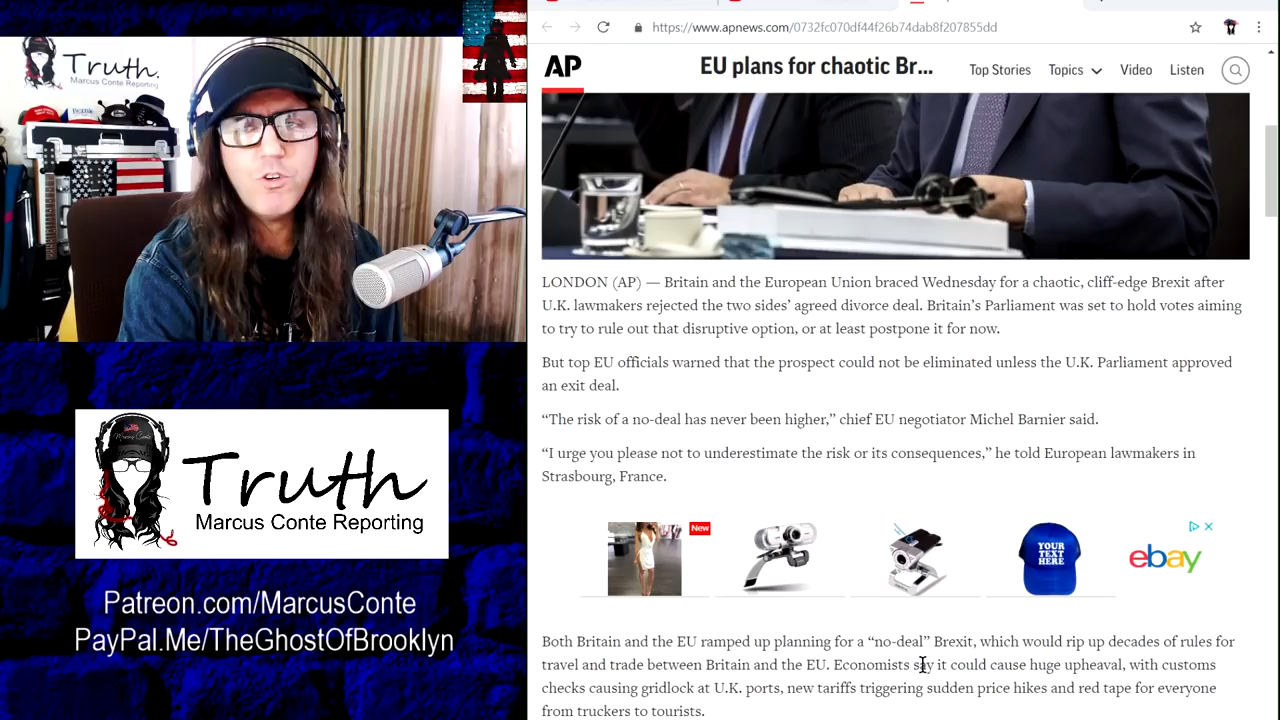 Truth.
Marcus Conte Reporting
Truth
Marcus Conte Reporting
Patreon.com/MarcusConte
PayPal.Me/TheGhostOfBrooklyn
https://www.apnews.com/0732fc070df44f26b74dab8f207855dd
AP
EU plans for chaotic Br...
Top Stories
Topics
Video
Listen
LONDON (AP) — Britain and the European Union braced Wednesday for a chaotic, cliff-edge Brexit after
U.K. lawmakers rejected the two sides’ agreed divorce deal. Britain’s Parliament was set to hold votes aiming
to try to rule out that disruptive option, or at least postpone it for now.
But top EU officials warned that the prospect could not be eliminated unless the U.K. Parliament approved
an exit deal.
“The risk of a no-deal has never been higher,” chief EU negotiator Michel Barnier said.
“I urge you please not to underestimate the risk or its consequences,” he told European lawmakers in
Strasbourg, France.
New
YOUR
TEXT
HERE
ebay
Both Britain and the EU ramped up planning for a “no-deal” Brexit, which would rip up decades of rules for
travel and trade between Britain and the EU. Economists say it could cause huge upheaval, with customs
checks causing gridlock at U.K. ports, new tariffs triggering sudden price hikes and red tape for everyone
from truckers to tourists.